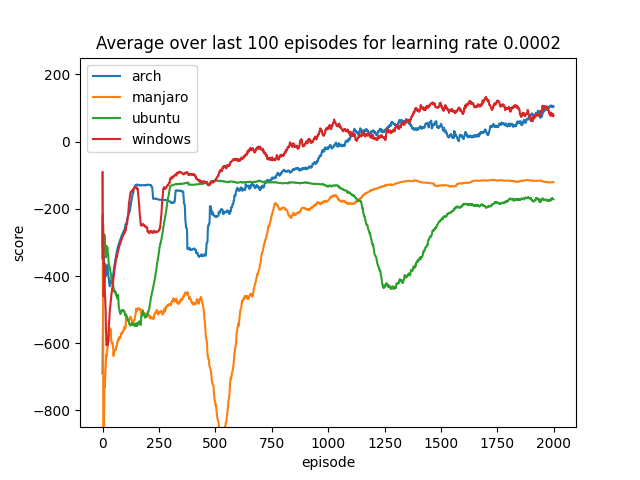 Average over last 100 episodes for learning rate 0.0002
arch
manjaro
ubuntu
windows
score
200
0
−200
−400
−600
−800
0 250 500 750 1000 1250 1500 1750 2000
episode